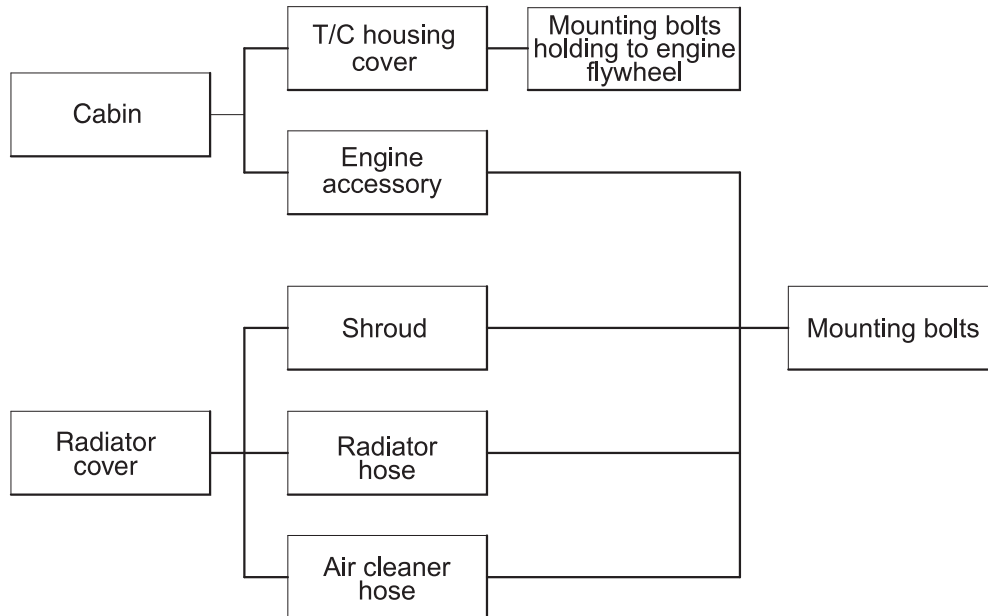 T/C housing
cover
Mounting bolts
holding to engine
flywheel
Cabin
Engine
accessory
Shroud
Mounting bolts
Radiator
cover
Radiator
hose
Air cleaner
hose